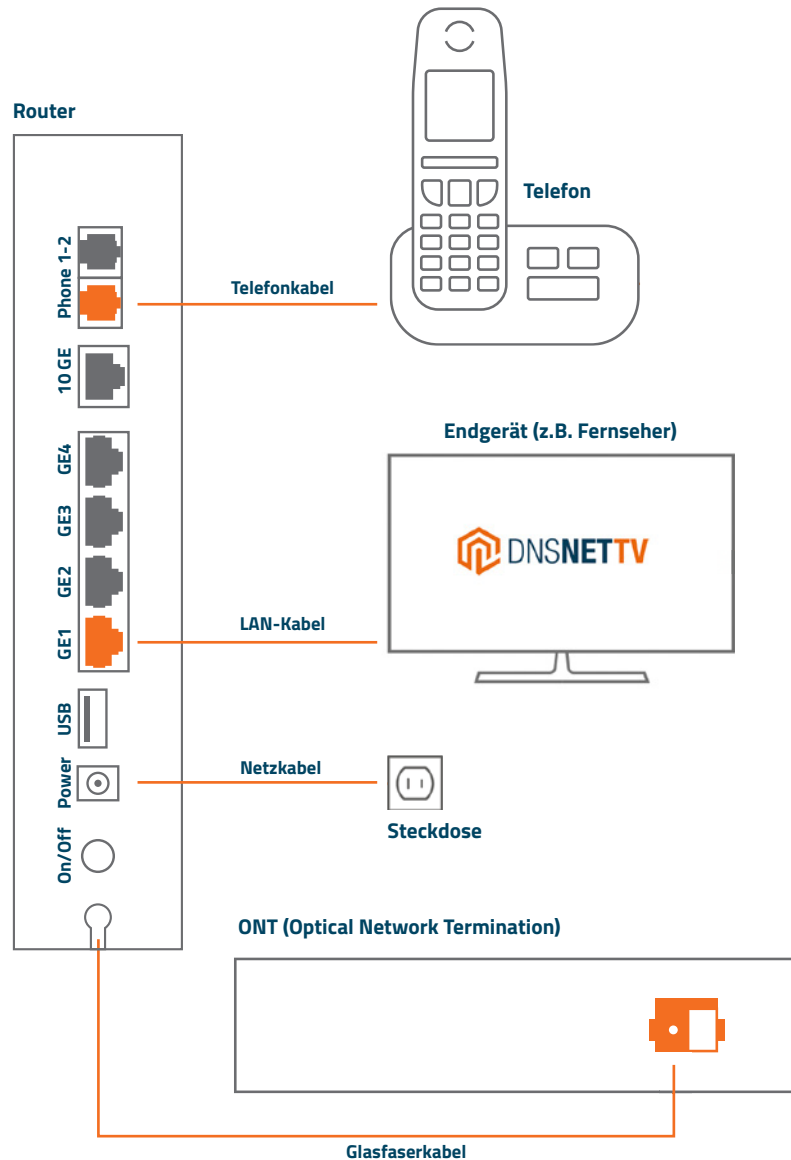 Router
Telefon
Phone 1-2
Telefonkabel
10 GE
Endgerät (z.B. Fernseher)
GE4
GE3
DNSNETTV
GE2
GE1
LAN-Kabel
USB
Power
Netzkabel
Steckdose
On/Off
ONT (Optical Network Termination)
Glasfaserkabel